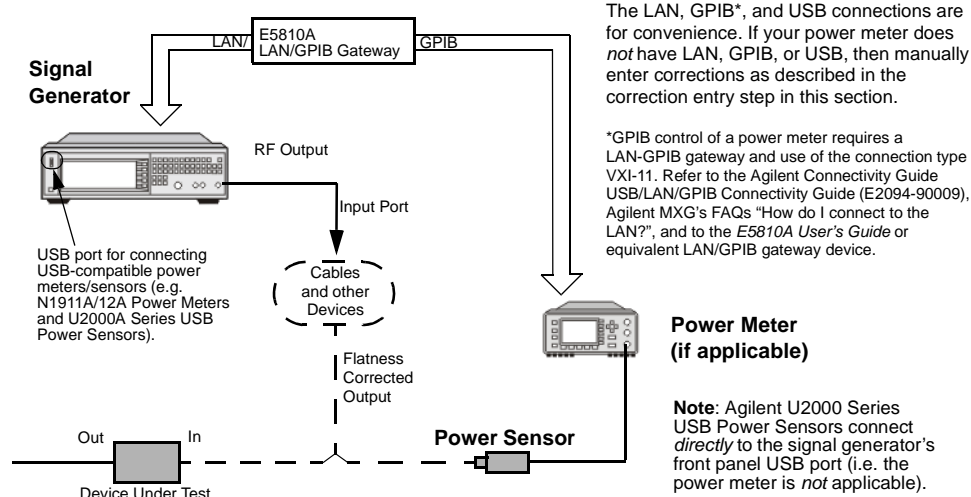 The LAN, GPIB*, and USB connections are
for convenience. If your power meter does
not have LAN, GPIB, or USB, then manually
enter corrections as described in the
correction entry step in this section.
*GPIB control of a power meter requires a
LAN-GPIB gateway and use of the connection type
VXI-11. Refer to the Agilent Connectivity Guide
USB/LAN/GPIB Connectivity Guide (E2094-90009),
Agilent MXG's FAQs “How do I connect to the
LAN?”, and to the E5810A User's Guide or
equivalent LAN/GPIB gateway device.
LAN/
E5810A
LAN/GPIB Gateway
GPIB
Signal
Generator
RF Output
Input Port
USB port for connecting
USB-compatible power
meters/sensors (e.g.
N1911A/12A Power Meters
and U2000A Series USB
Power Sensors).
Cables
and other
Devices
Flatness
Corrected
Output
Power Meter
(if applicable)
Note: Agilent U2000 Series
USB Power Sensors connect
directly to the signal generator's
front panel USB port (i.e. the
power meter is not applicable).
Out
In
Power Sensor
Device Under Test